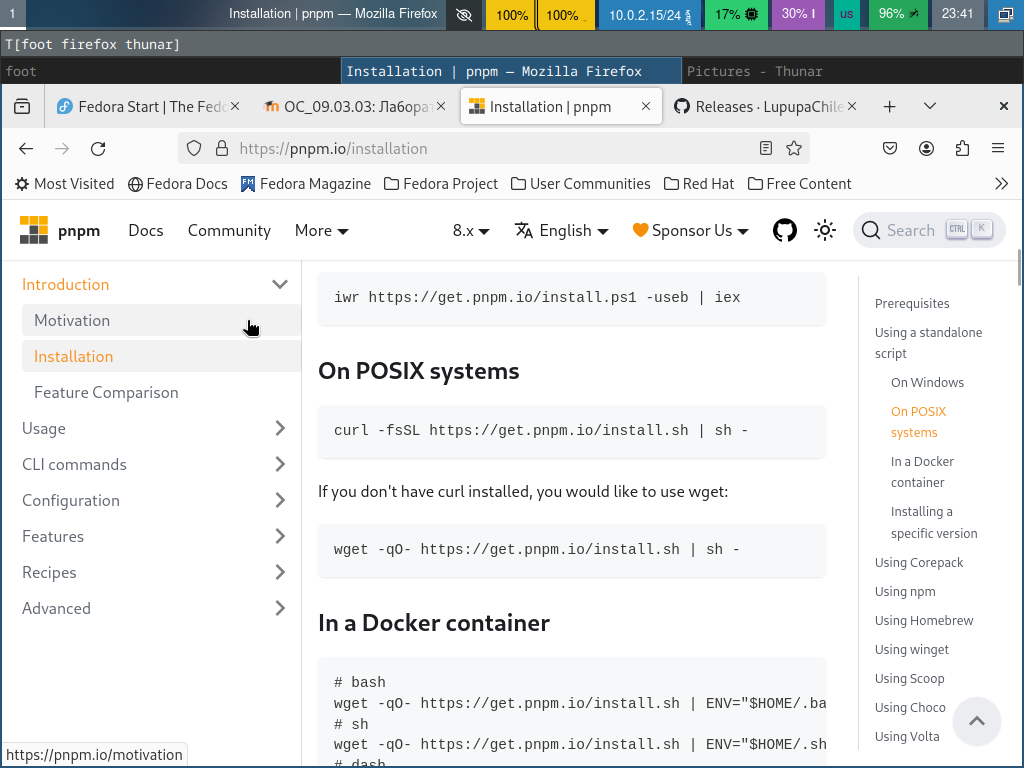 1
Installation | pnpm — Mozilla Firefox
100%
100%
10.0.2.15/24
17%
30%
us
96%
23:41
T[foot firefox thunar]
foot
Installation | pnpm — Mozilla Firefox
Pictures - Thunar
Fedora Start | The Fedo
OC_09.03.03: Лаборат
Installation | pnpm
Releases · LupupaChile
https://pnpm.io/installation
Most Visited
Fedora Docs
Fedora Magazine
Fedora Project
User Communities
Red Hat
Free Content
pnpm
Docs
Community
More
8.x
English
Sponsor Us
Search
CTRL
K
Introduction
Motivation
Installation
Feature Comparison
Usage
CLI commands
Configuration
Features
Recipes
Advanced
iwr https://get.pnpm.io/install.ps1 -useb | iex
On POSIX systems
curl -fsSL https://get.pnpm.io/install.sh | sh -
If you don't have curl installed, you would like to use wget:
wget -qO- https://get.pnpm.io/install.sh | sh -
In a Docker container
# bash
wget -qO- https://get.pnpm.io/install.sh | ENV="$HOME/.ba
# sh
wget -qO- https://get.pnpm.io/install.sh | ENV="$HOME/.sh
# dash
Prerequisites
Using a standalone
script
On Windows
On POSIX
systems
In a Docker
container
Installing a
specific version
Using Corepack
Using npm
Using Homebrew
Using winget
Using Scoop
Using Choco
Using Volta
https://pnpm.io/motivation